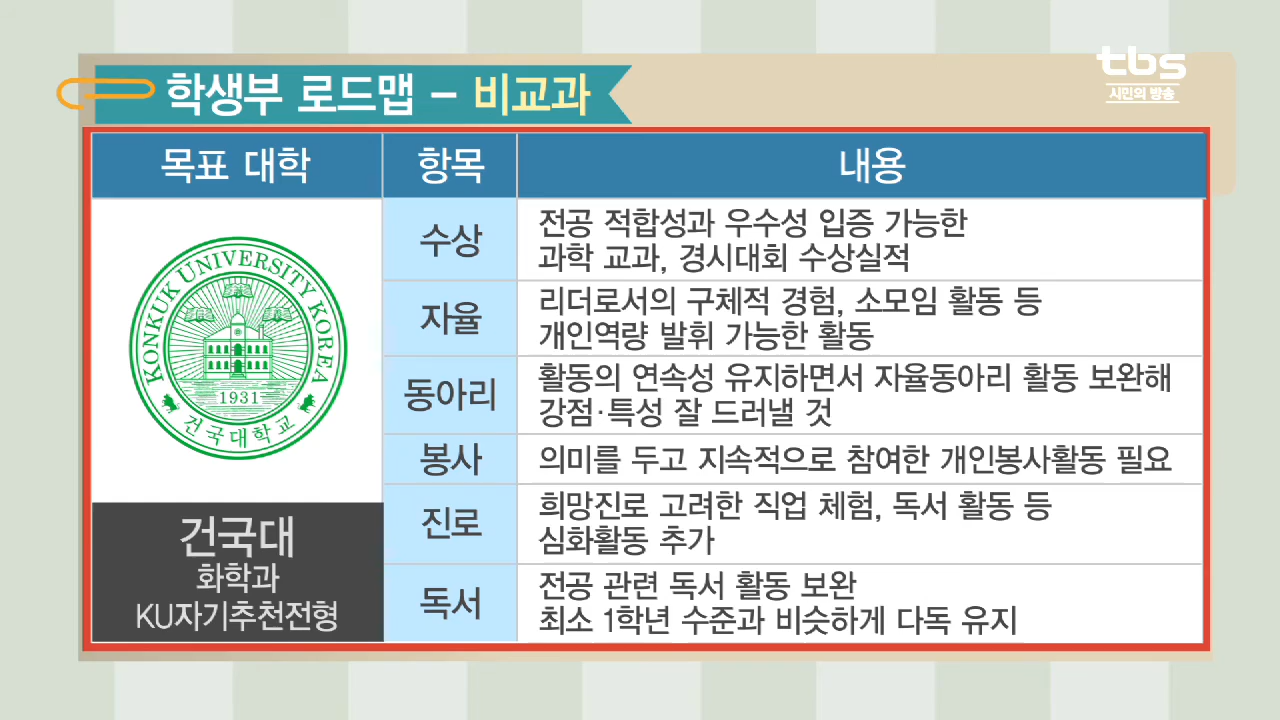 학생부 로드맵 - 비교과
tbs
시민의 방송
목표 대학
항목
내용
KONKUK UNIVERSITY KOREA
1931
건국대학교
건국대
화학과
KU자기추천전형
수상
전공 적합성과 우수성 입증 가능한
과학 교과, 경시대회 수상실적
자율
리더로서의 구체적 경험, 소모임 활동 등
개인역량 발휘 가능한 활동
동아리
활동의 연속성 유지하면서 자율동아리 활동 보완해
강점·특성 잘 드러낼 것
봉사
의미를 두고 지속적으로 참여한 개인봉사활동 필요
진로
희망진로 고려한 직업 체험, 독서 활동 등
심화활동 추가
독서
전공 관련 독서 활동 보완
최소 1학년 수준과 비슷하게 다독 유지